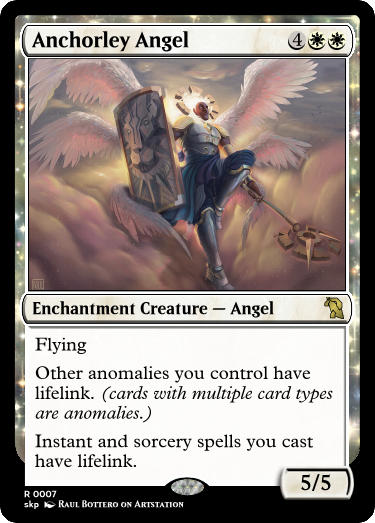 Anchorley Angel 4
Enchantment Creature — Angel
Flying
Other anomalies you control have
lifelink. (cards with multiple card types
are anomalies.)
Instant and sorcery spells you cast
have lifelink.
5/5
R 0007
skp Raul Bottero on Artstation